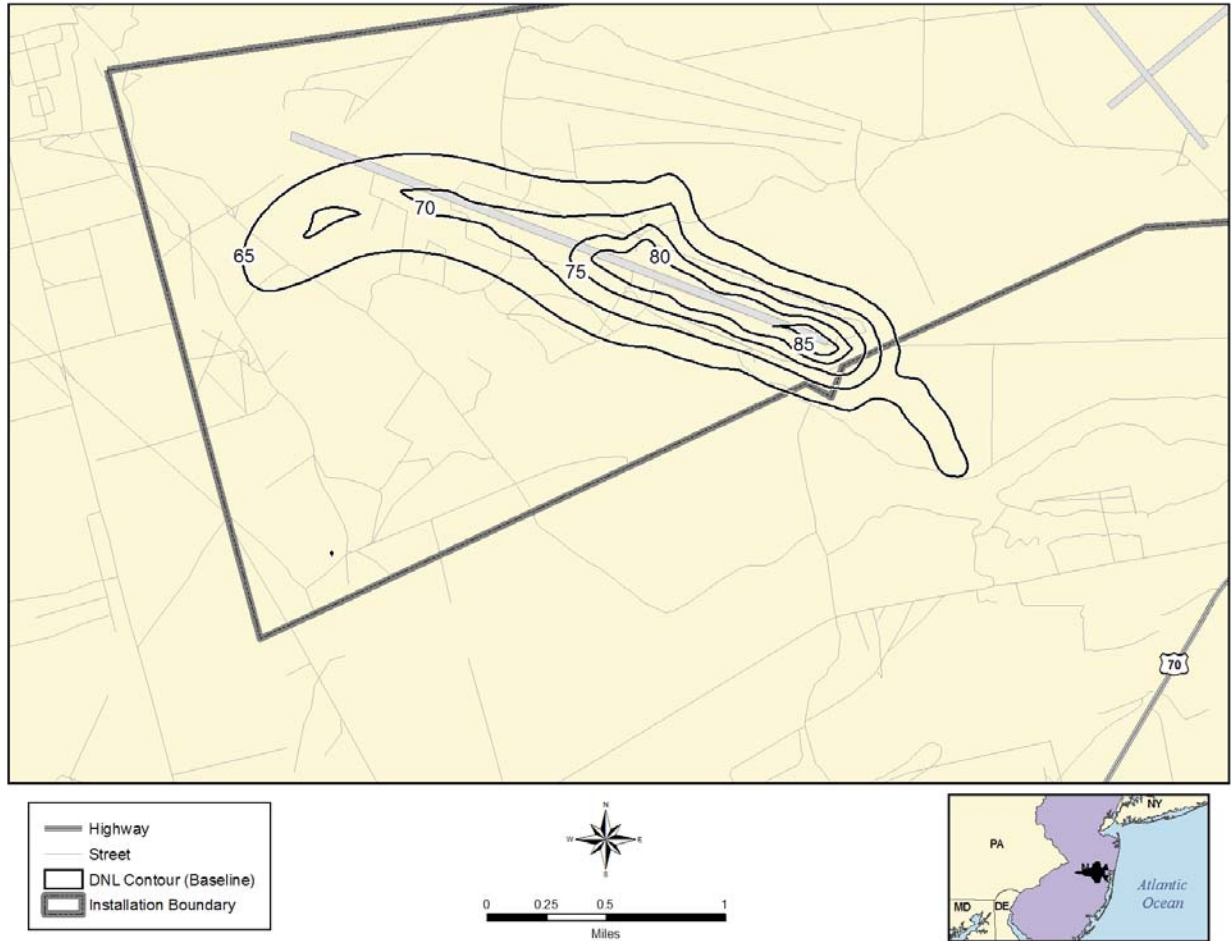 65
70
75
80
85
70
Highway
Street
DNL Contour (Baseline)
Installation Boundary
N
W
E
S
0 0.25 0.5 1
Miles
NY
PA
MD
DE
Atlantic
Ocean